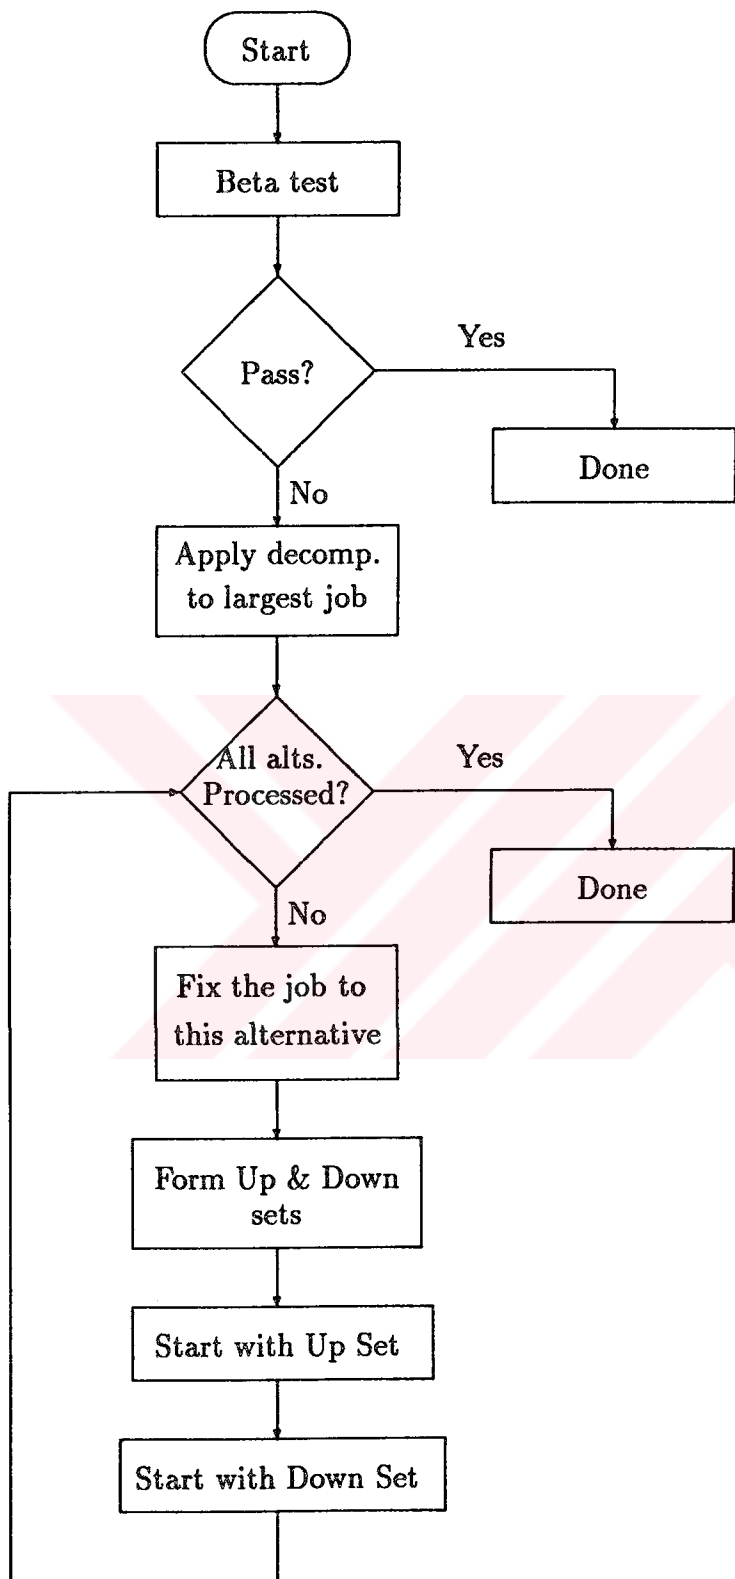 Start
Beta test
Pass?
Yes
Done
No
Apply decomp.
to largest job
All alts.
Processed?
Yes
Done
No
Fix the job to
this alternative
Form Up & Down
sets
Start with Up Set
Start with Down Set